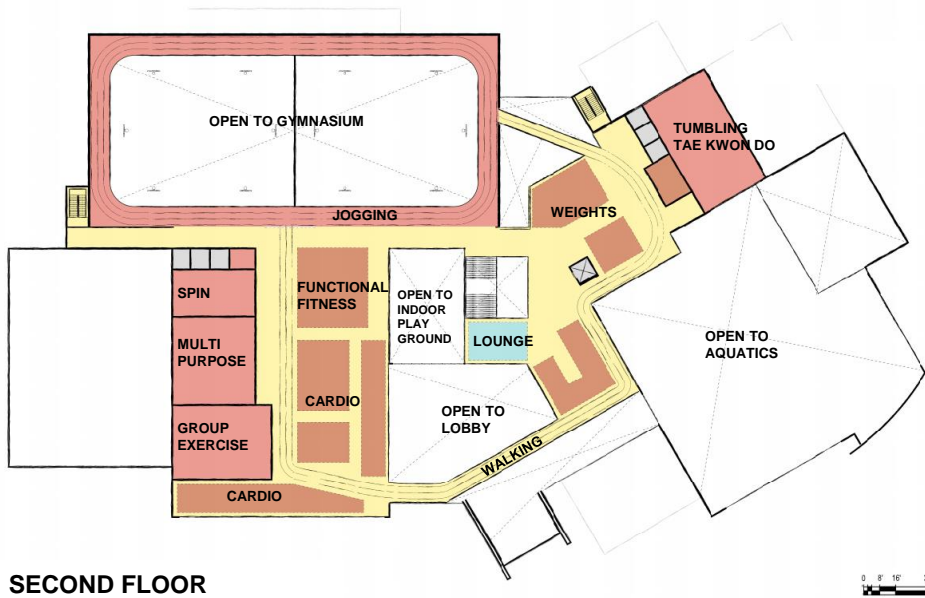 OPEN TO GYMNASIUM
TUMBLING
TAE KWON DO
JOGGING
WEIGHTS
SPIN
FUNCTIONAL
FITNESS
OPEN TO
INDOOR
PLAY
GROUND
LOUNGE
OPEN TO
AQUATICS
MULTI
PURPOSE
CARDIO
OPEN TO
LOBBY
GROUP
EXERCISE
WALKING
CARDIO
SECOND FLOOR
0 8' 16'